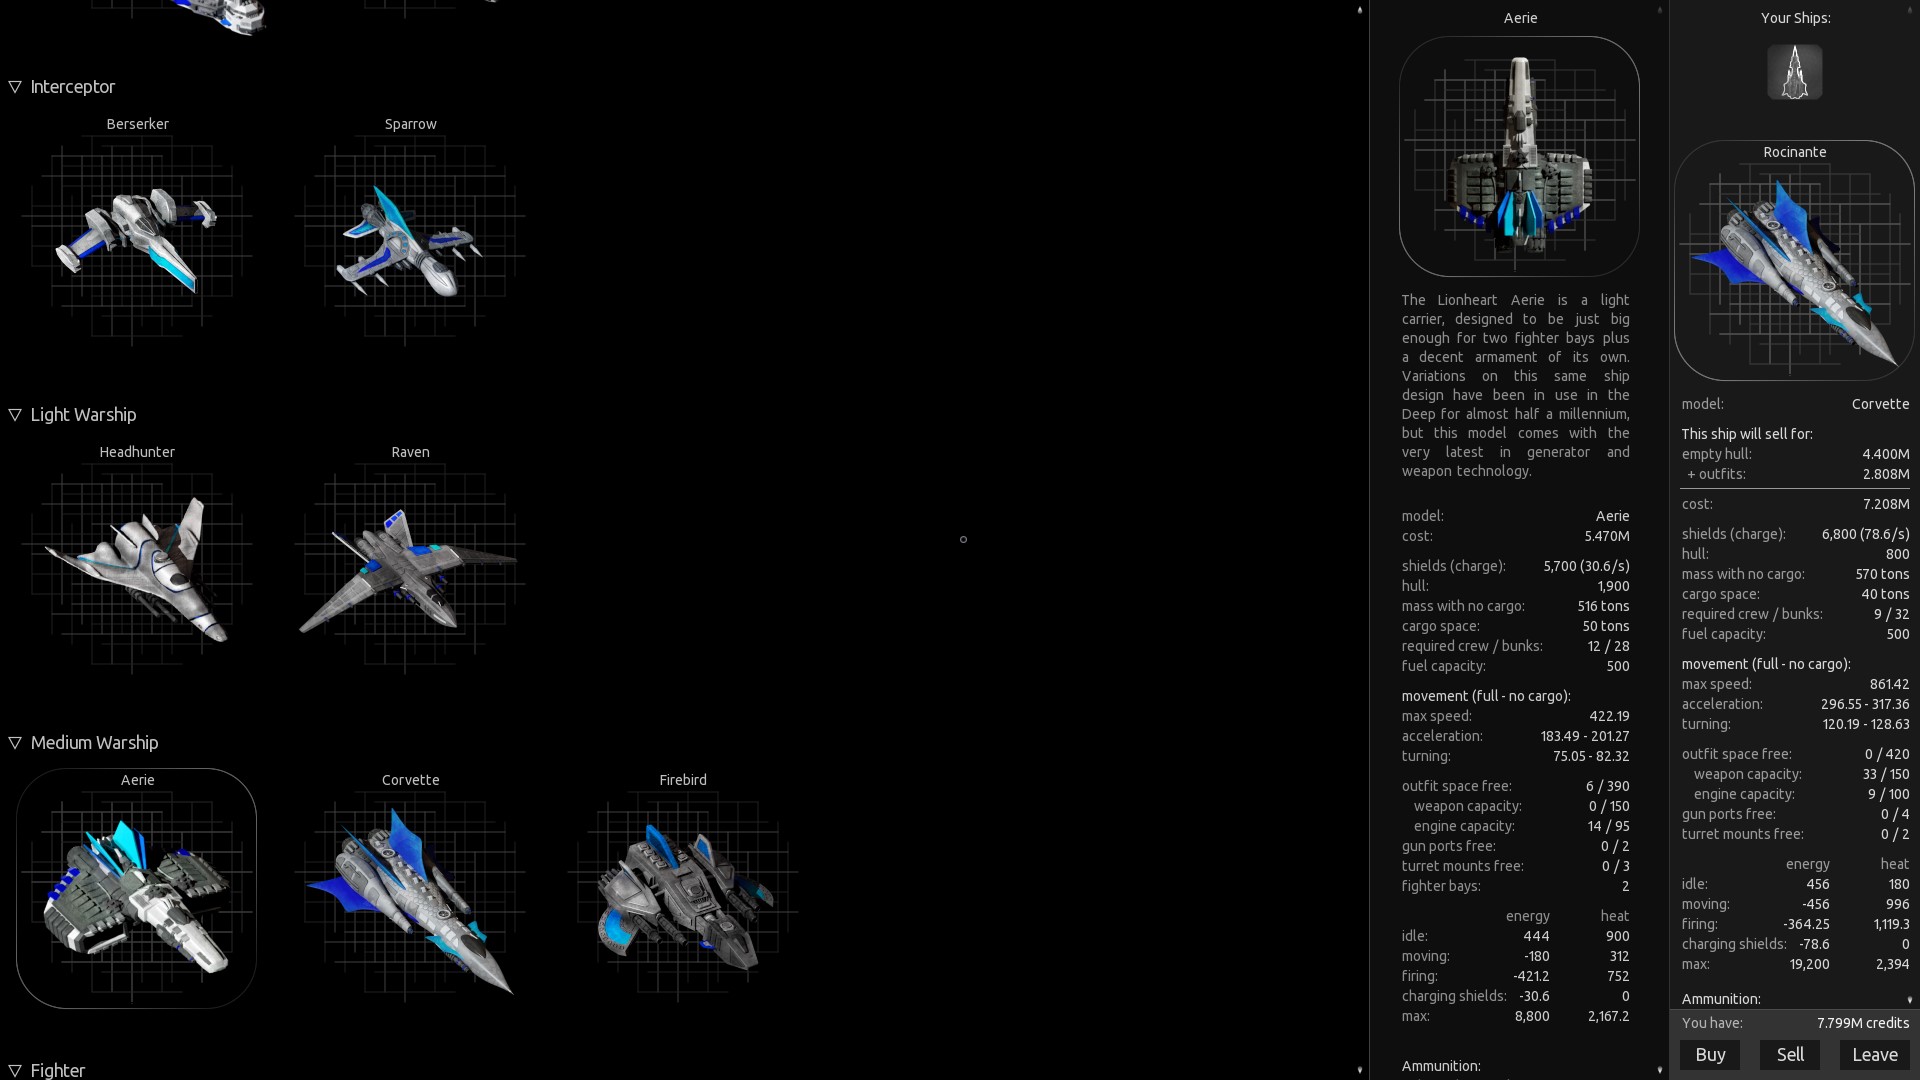 Interceptor
Berserker
Sparrow
Light Warship
Headhunter
Raven
Medium Warship
Aerie
Corvette
Firebird
Fighter
Aerie
The Lionheart Aerie is a light
carrier, designed to be just big
enough for two fighter bays plus
a decent armament of its own.
Variations on this same ship
design have been in use in the
Deep for almost half a millennium,
but this model comes with the
very latest in generator and
weapon technology.
model: Aerie
cost: 5.470M
shields (charge): 5,700 (30.6/s)
hull: 1,900
mass with no cargo: 516 tons
cargo space: 50 tons
required crew / bunks: 12 / 28
fuel capacity: 500
movement (full - no cargo):
max speed: 422.19
acceleration: 183.49 - 201.27
turning: 75.05 - 82.32
outfit space free: 6 / 390
weapon capacity: 0 / 150
engine capacity: 14 / 95
gun ports free: 0 / 2
turret mounts free: 0 / 3
fighter bays: 2
energy heat
idle: 444 900
moving: -180 312
firing: -421.2 752
charging shields: -30.6 0
max: 8,800 2,167.2
Ammunition:
Your Ships:
Rocinante
model: Corvette
This ship will sell for:
empty hull: 4.400M
+ outfits: 2.808M
cost: 7.208M
shields (charge): 6,800 (78.6/s)
hull: 800
mass with no cargo: 570 tons
cargo space: 40 tons
required crew / bunks: 9 / 32
fuel capacity: 500
movement (full - no cargo):
max speed: 861.42
acceleration: 296.55 - 317.36
turning: 120.19 - 128.63
outfit space free: 0 / 420
weapon capacity: 33 / 150
engine capacity: 9 / 100
gun ports free: 0 / 4
turret mounts free: 0 / 2
energy heat
idle: 456 180
moving: -456 996
firing: -364.25 1,119.3
charging shields: -78.6 0
max: 19,200 2,394
Ammunition:
You have: 7.799M credits
Buy Sell Leave